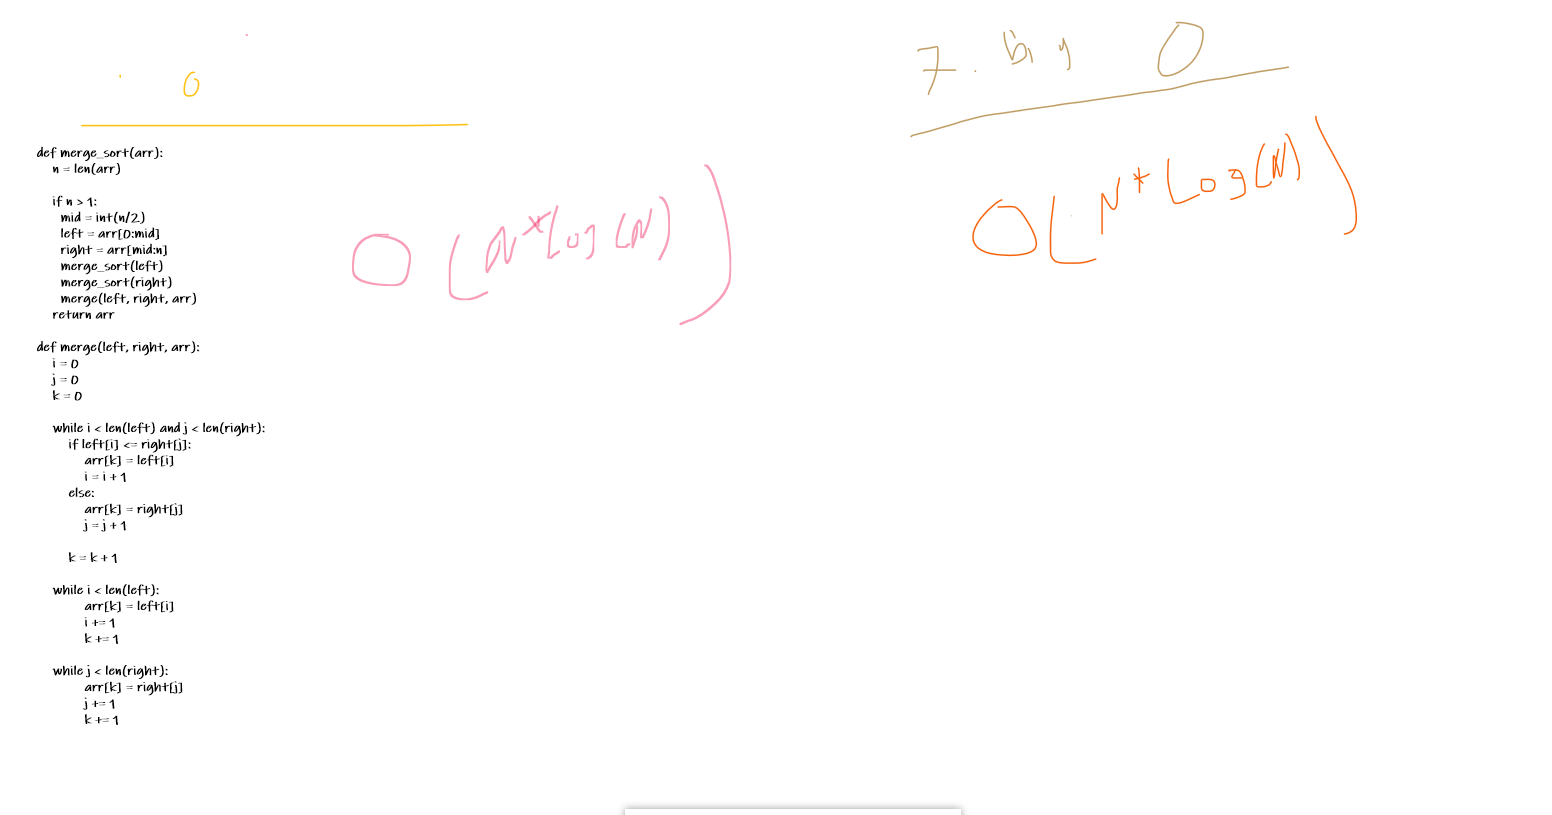 0
def merge_sort(arr):
n = len(arr)
if n > 1:
mid = int(n/2)
left = arr[0:mid]
right = arr[mid:n]
merge_sort(left)
merge_sort(right)
merge(left, right, arr)
return arr
def merge(left, right, arr):
i = 0
j = 0
k = 0
while i < len(left) and j < len(right):
if left[i] <= right[j]:
arr[k] = left[i]
i = i + 1
else:
arr[k] = right[j]
j = j + 1
k = k + 1
while i < len(left):
arr[k] = left[i]
i += 1
k += 1
while j < len(right):
arr[k] = right[j]
j += 1
k += 1
O(N*Log(N))
7. big O
O(N*Log(N))